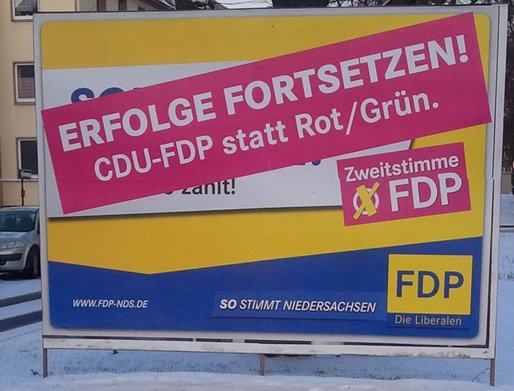 ERFOLGE FORTSETZEN!
CDU-FDP statt Rot/Grün.
zählt!
Zweitstimme
FDP
WWW.FDP-NDS.DE
SO STIMMT NIEDERSACHSEN
FDP
Die Liberalen